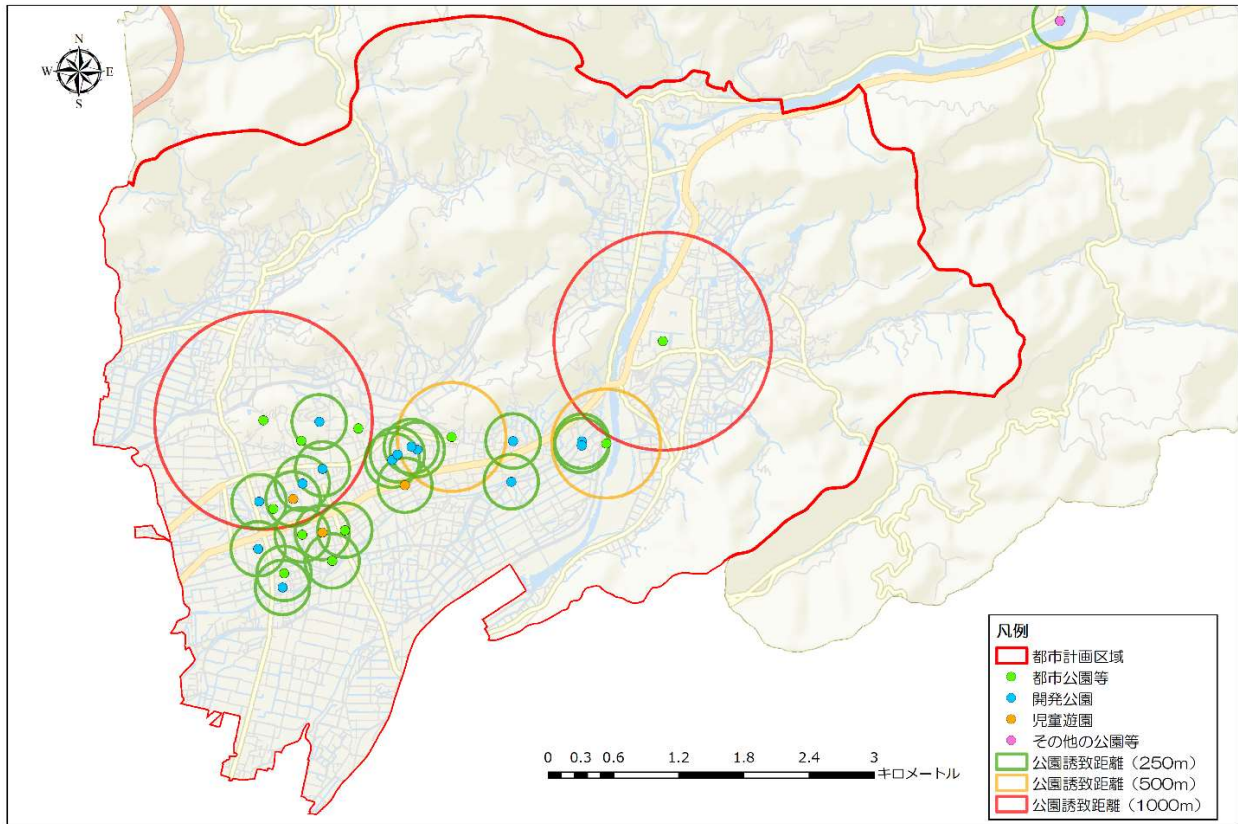 N
W E
S
凡例
都市計画区域
都市公園等
開発公園
児童遊園
その他の公園等
公園誘致距離（250m）
公園誘致距離（500m）
公園誘致距離（1000m）
0 0.3 0.6 1.2 1.8 2.4 3
キロメートル